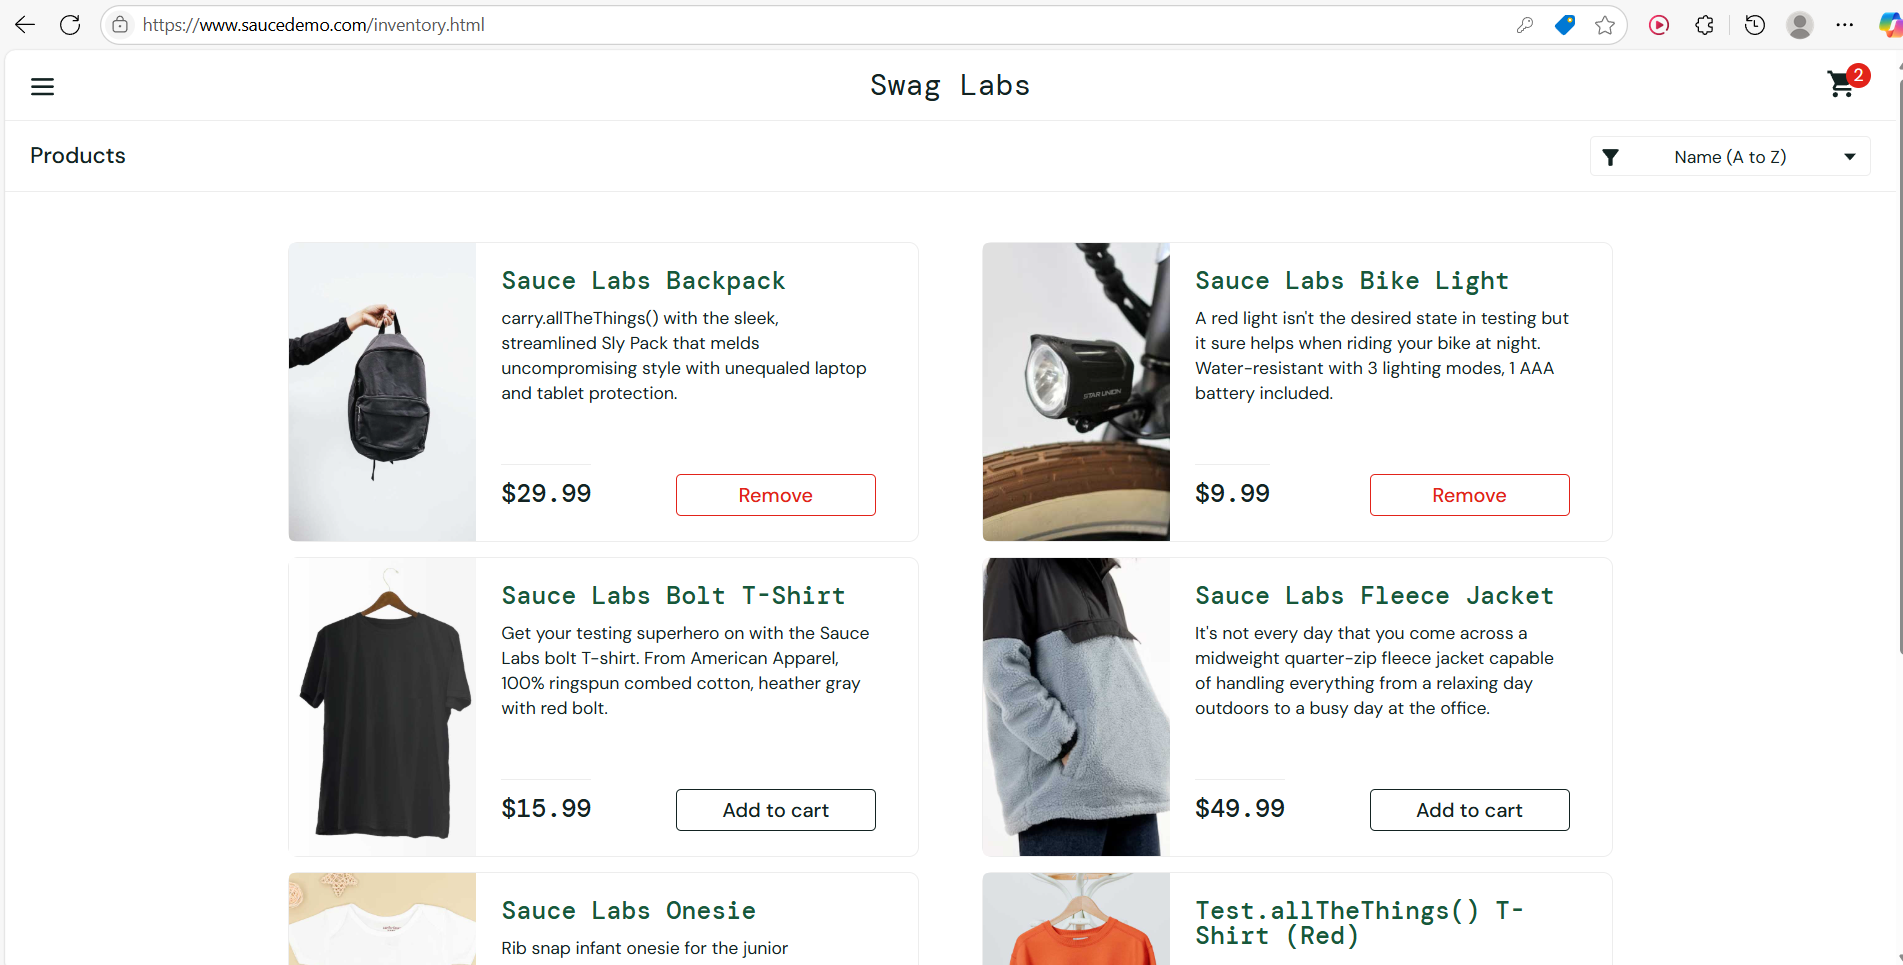 https://www.saucedemo.com/inventory.html
Swag Labs
2
Products
Name (A to Z)
Sauce Labs Backpack
carry.allTheThings() with the sleek,
streamlined Sly Pack that melds
uncompromising style with unequaled laptop
and tablet protection.
$29.99
Remove
Sauce Labs Bike Light
A red light isn't the desired state in testing but
it sure helps when riding your bike at night.
Water-resistant with 3 lighting modes, 1 AAA
battery included.
STAR UNION
$9.99
Remove
Sauce Labs Bolt T-Shirt
Get your testing superhero on with the Sauce
Labs bolt T-shirt. From American Apparel,
100% ringspun combed cotton, heather gray
with red bolt.
$15.99
Add to cart
Sauce Labs Fleece Jacket
It's not every day that you come across a
midweight quarter-zip fleece jacket capable
of handling everything from a relaxing day
outdoors to a busy day at the office.
$49.99
Add to cart
Sauce Labs Onesie
Rib snap infant onesie for the junior
Test.allTheThings() T-
Shirt (Red)